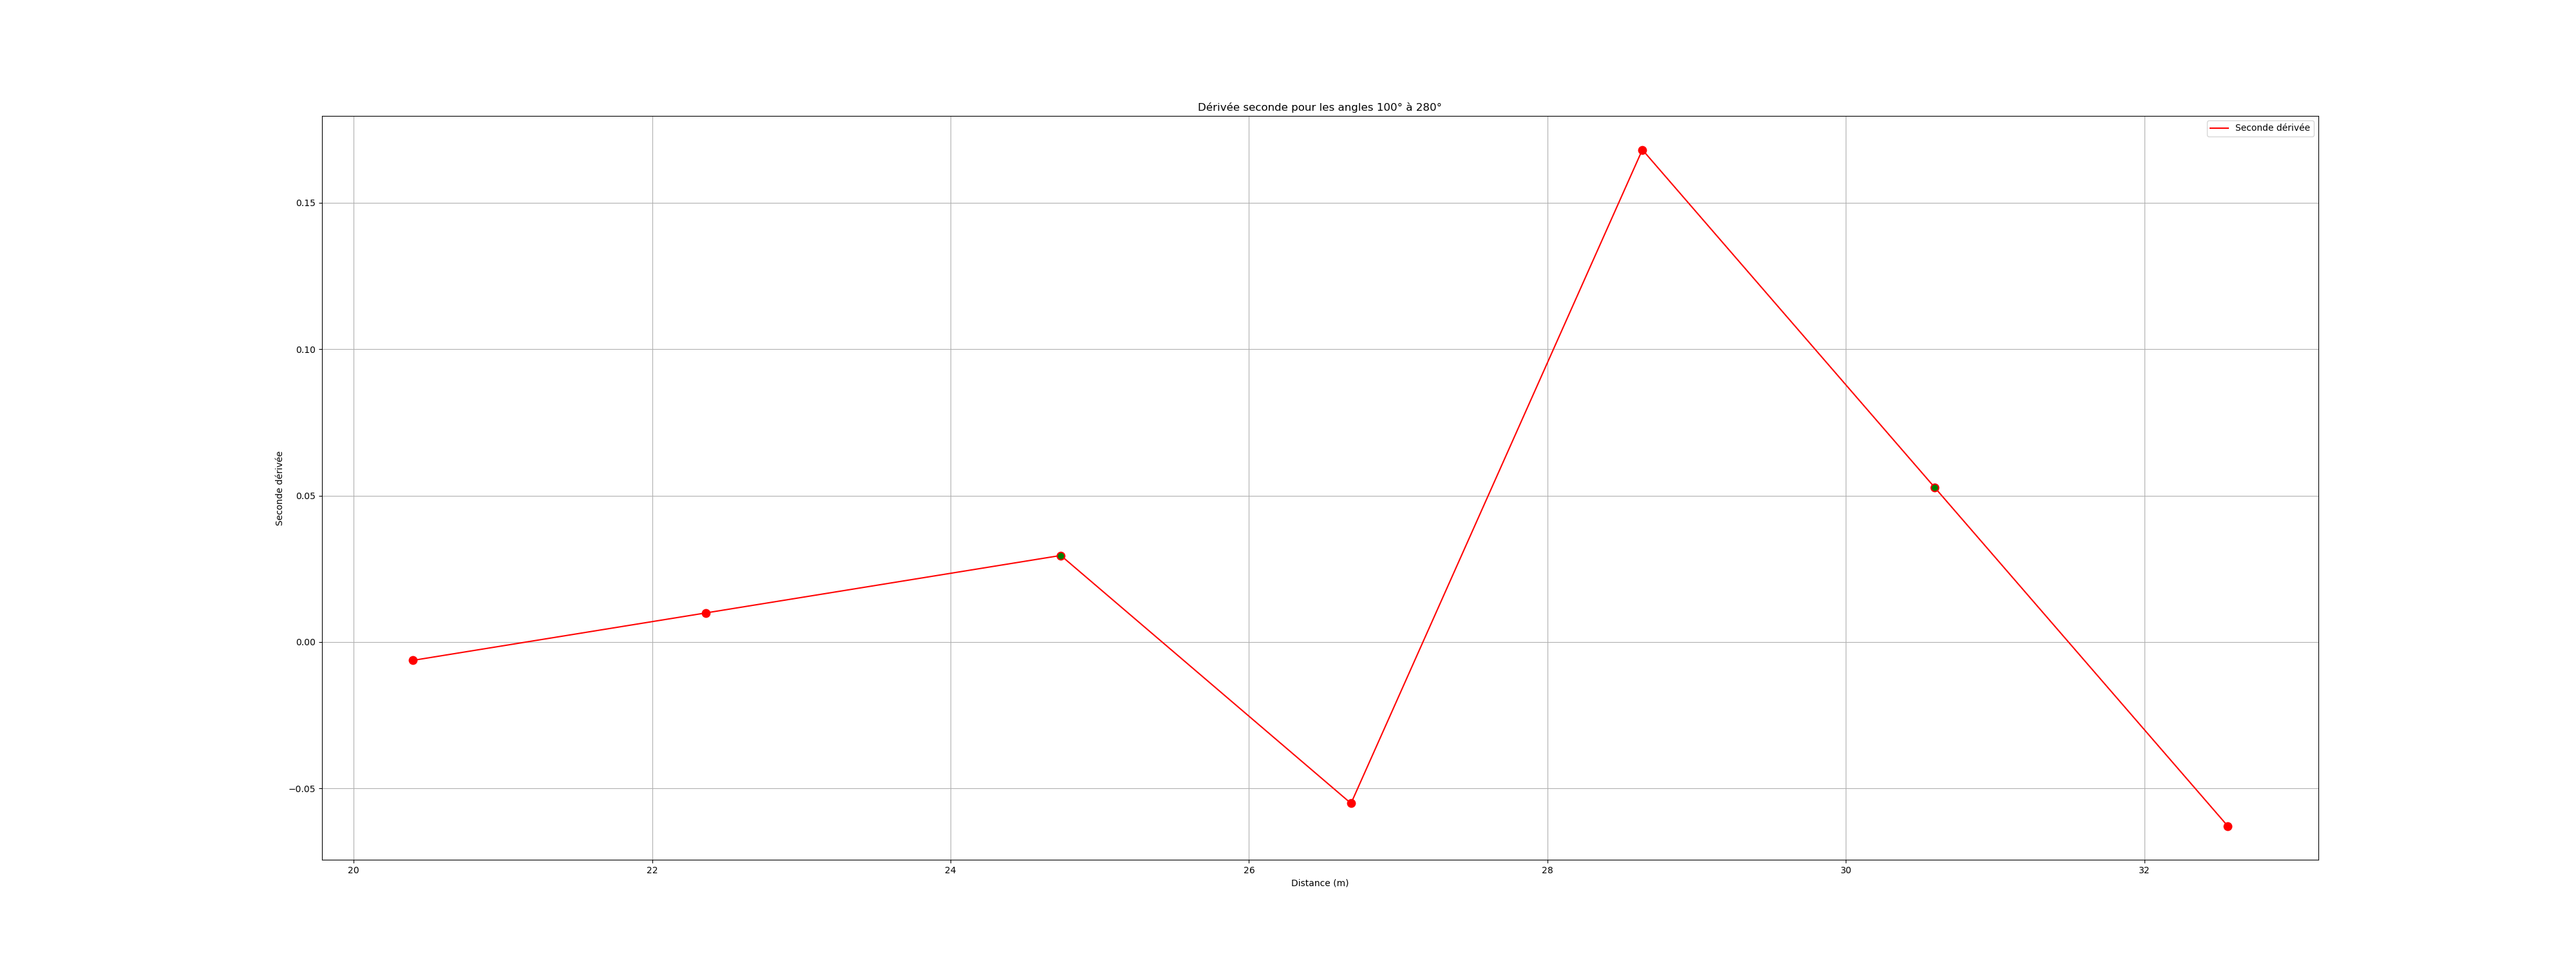 Dérivée seconde pour les angles 100° à 280°
Seconde dérivée
0.15
0.10
0.05
0.00
−0.05
Seconde dérivée
20 22 24 26 28 30 32
Distance (m)